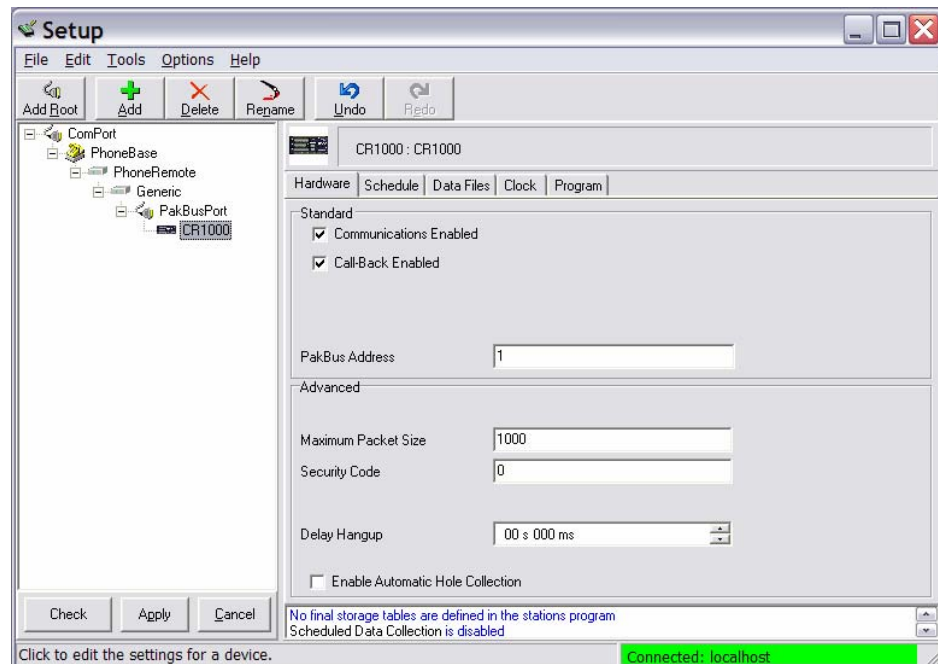 Setup
File Edit Tools Options Help
Add Root Add Delete Rename Undo Redo
ComPort
PhoneBase
PhoneRemote
Generic
PakBusPort
CR1000
CR1000 : CR1000
Hardware Schedule Data Files Clock Program
Standard
Communications Enabled
Call-Back Enabled
PakBus Address 1
Advanced
Maximum Packet Size 1000
Security Code 0
Delay Hangup 00 s 000 ms
Enable Automatic Hole Collection
Check Apply Cancel
No final storage tables are defined in the stations program
Scheduled Data Collection is disabled
Click to edit the settings for a device. Connected: localhost